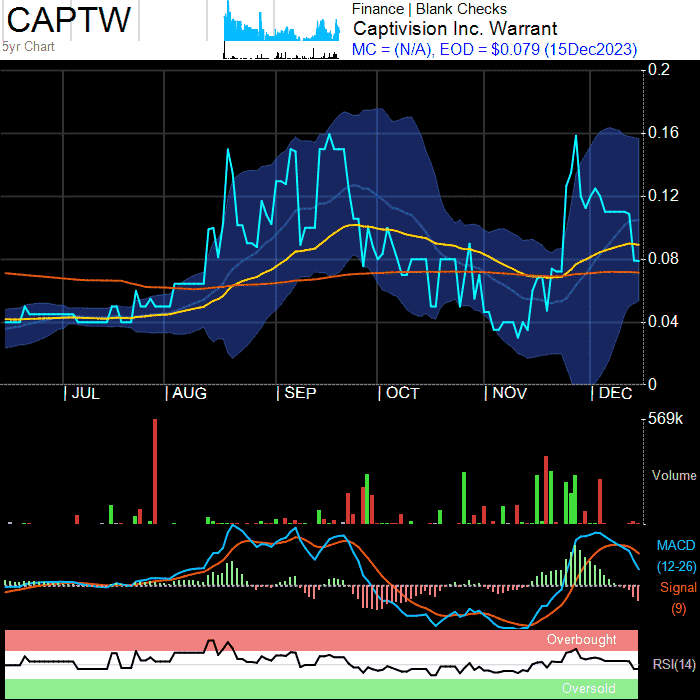 CAPTW
5yr Chart
Finance | Blank Checks
Captivision Inc. Warrant
MC = (N/A), EOD = $0.079 (15Dec2023)
0.2
0.16
0.12
0.08
0.04
0
JUL AUG SEP OCT NOV DEC
569k
Volume
MACD
(12-26)
Signal
(9)
Overbought
RSI(14)
Oversold